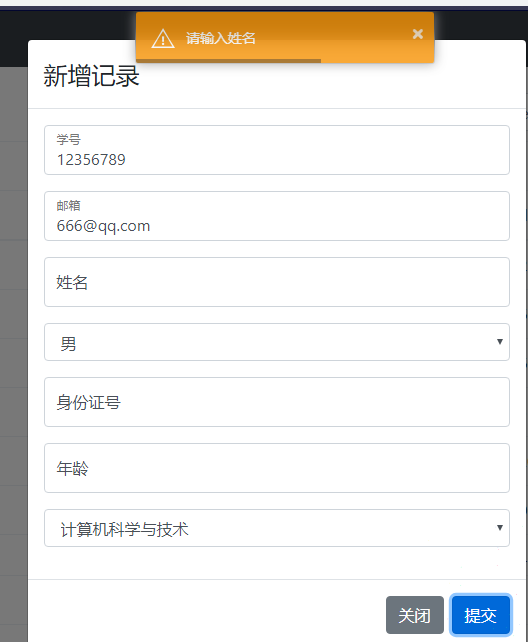 请输入姓名
×
新增记录
学号
12356789
邮箱
666@qq.com
姓名
男
身份证号
年龄
计算机科学与技术
关闭 提交